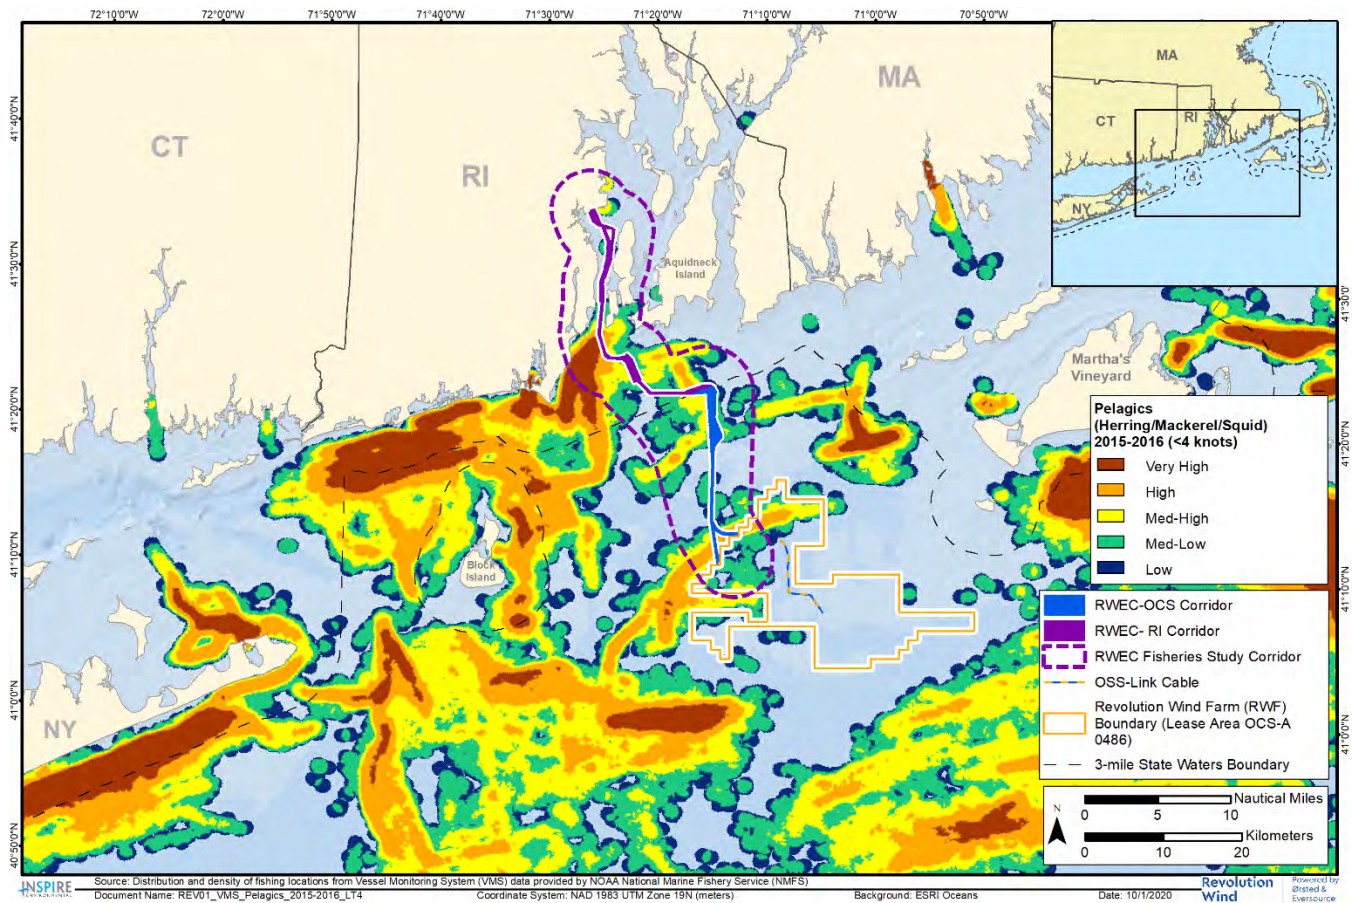 72°10'0"W 72°0'0"W 71°50'0"W 71°40'0"W 71°30'0"W 71°20'0"W 71°10'0"W 71°0'0"W 70°50'0"W
MA
MA
CT
RI
NY
CT
RI
41°40'0"N
41°30'0"N
41°20'0"N
41°10'0"N
41°0'0"N
40°50'0"N
Aquidneck
Island
41°30'0"
41°20'0"N
41°10'0"N
41°0'0"N
Martha's
Vineyard
Block
Island
NY
Pelagics
(Herring/Mackerel/Squid)
2015-2016 (<4 knots)
Very High
High
Med-High
Med-Low
Low
RWEC-OCS Corridor
RWEC- RI Corridor
RWEC Fisheries Study Corridor
OSS-Link Cable
Revolution Wind Farm (RWF)
Boundary (Lease Area OCS-A
0486)
3-mile State Waters Boundary
N
0 5 10 Nautical Miles
0 10 20 Kilometers
INSPIRE
ENVIRONMENTAL
Source: Distribution and density of fishing locations from Vessel Monitoring System (VMS) data provided by NOAA National Marine Fishery Service (NMFS)
Document Name: REV01_VMS_Pelagics_2015-2016_LT4 Coordinate System: NAD 1983 UTM Zone 19N (meters) Background: ESRI Oceans Date: 10/1/2020
Revolution
Wind
Powered by
Ørsted &
Eversource